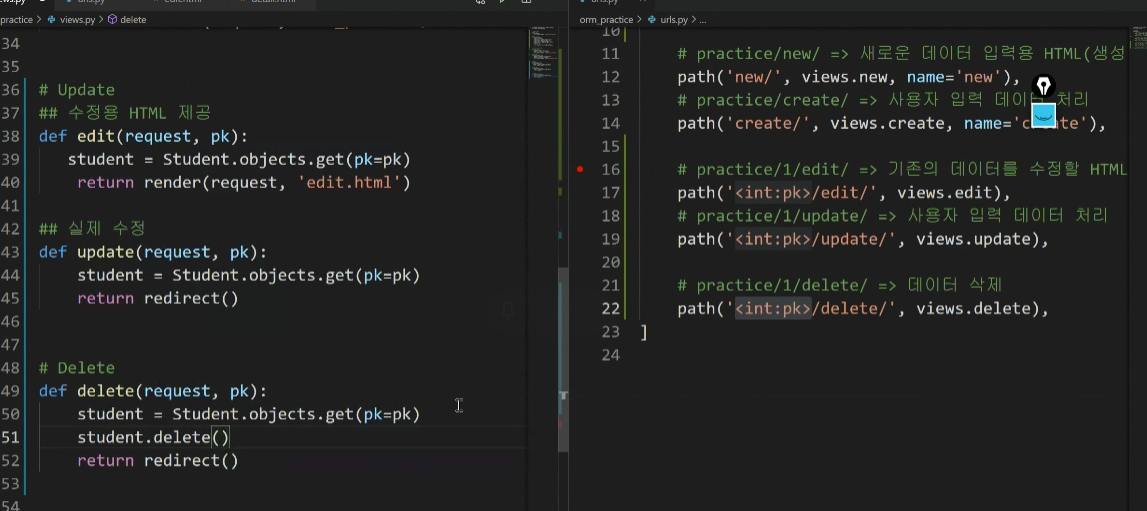 urls.py
practice > views.py > delete
34
35
36 # Update
37 ## 수정용 HTML 제공
38 def edit(request, pk):
39 student = Student.objects.get(pk=pk)
40 return render(request, 'edit.html')
41
42 ## 실제 수정
43 def update(request, pk):
44 student = Student.objects.get(pk=pk)
45 return redirect()
46
47
48 # Delete
49 def delete(request, pk):
50 student = Student.objects.get(pk=pk)
51 student.delete()
52 return redirect()
53
54
orm_practice > urls.py > ...
10
11 # practice/new/ => 새로운 데이터 입력용 HTML(생성
12 path('new/', views.new, name='new'),
13 # practice/create/ => 사용자 입력 데이터 처리
14 path('create/', views.create, name='create'),
15
16 # practice/1/edit/ => 기존의 데이터를 수정할 HTML
17 path('<int:pk>/edit/', views.edit),
18 # practice/1/update/ => 사용자 입력 데이터 처리
19 path('<int:pk>/update/', views.update),
20
21 # practice/1/delete/ => 데이터 삭제
22 path('<int:pk>/delete/', views.delete),
23 ]
24